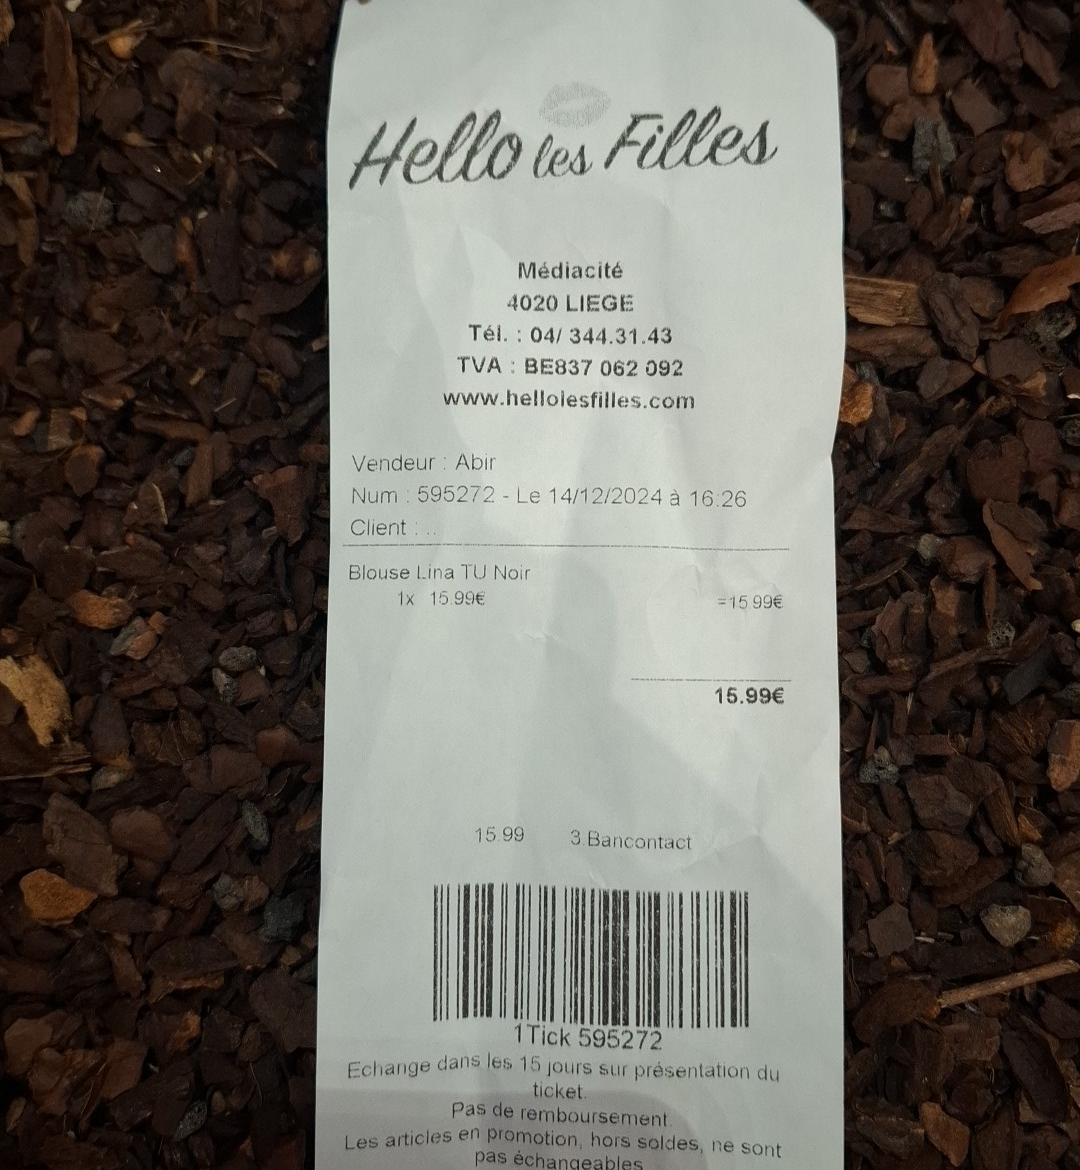 Hello les Filles
Médiacité
4020 LIEGE
Tél. : 04/ 344.31.43
TVA : BE837 062 092
www.hellolesfilles.com
Vendeur : Abir
Num : 595272 - Le 14/12/2024 à 16:26
Client : ..
Blouse Lina TU Noir
1x 15.99€ =15.99€
15.99€
15.99 3.Bancontact
1Tick 595272
Echange dans les 15 jours sur présentation du
ticket.
Pas de remboursement.
Les articles en promotion, hors soldes, ne sont
pas échangeables